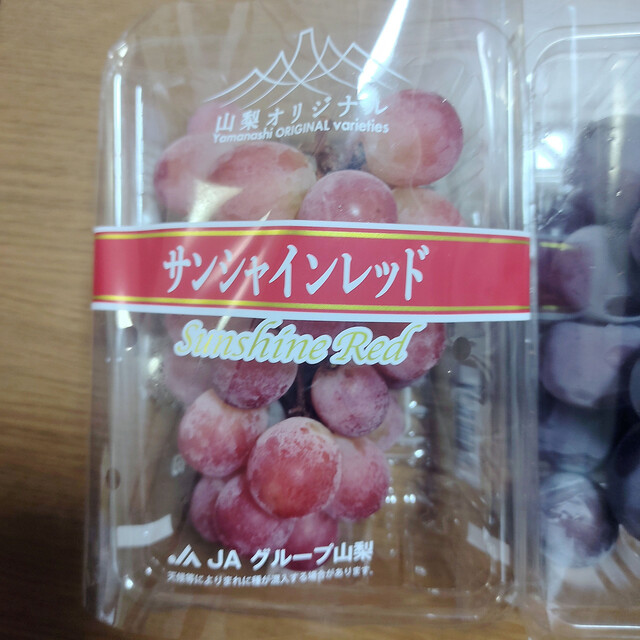 山梨オリジナル
Yamanashi ORIGINAL varieties
サンシャインレッド
Sunshine Red
JA JA グループ山梨
天候等によりまれに種が混入する場合があります。